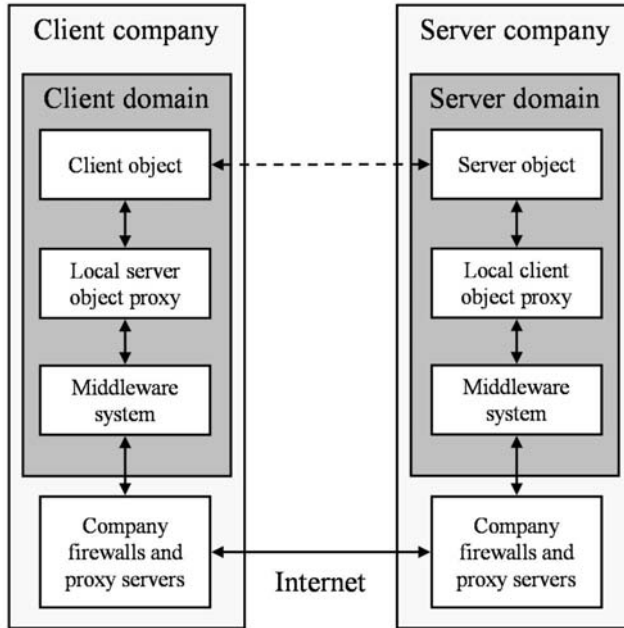 Client company
Client domain
Client object
Local server
object proxy
Middleware
system
Company
firewalls and
proxy servers
Internet
Server company
Server domain
Server object
Local client
object proxy
Middleware
system
Company
firewalls and
proxy servers